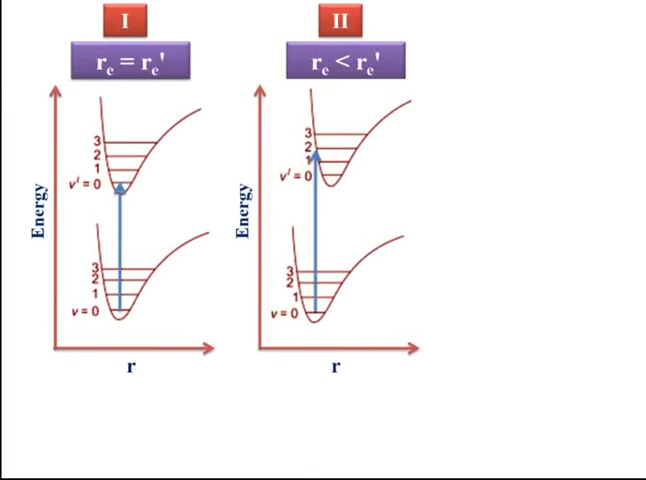 I
II
rₑ = rₑ'
rₑ < rₑ'
3
2
1
v' = 0
3
2
1
v = 0
Energy
r
3
2
1
v' = 0
3
2
1
v = 0
Energy
r